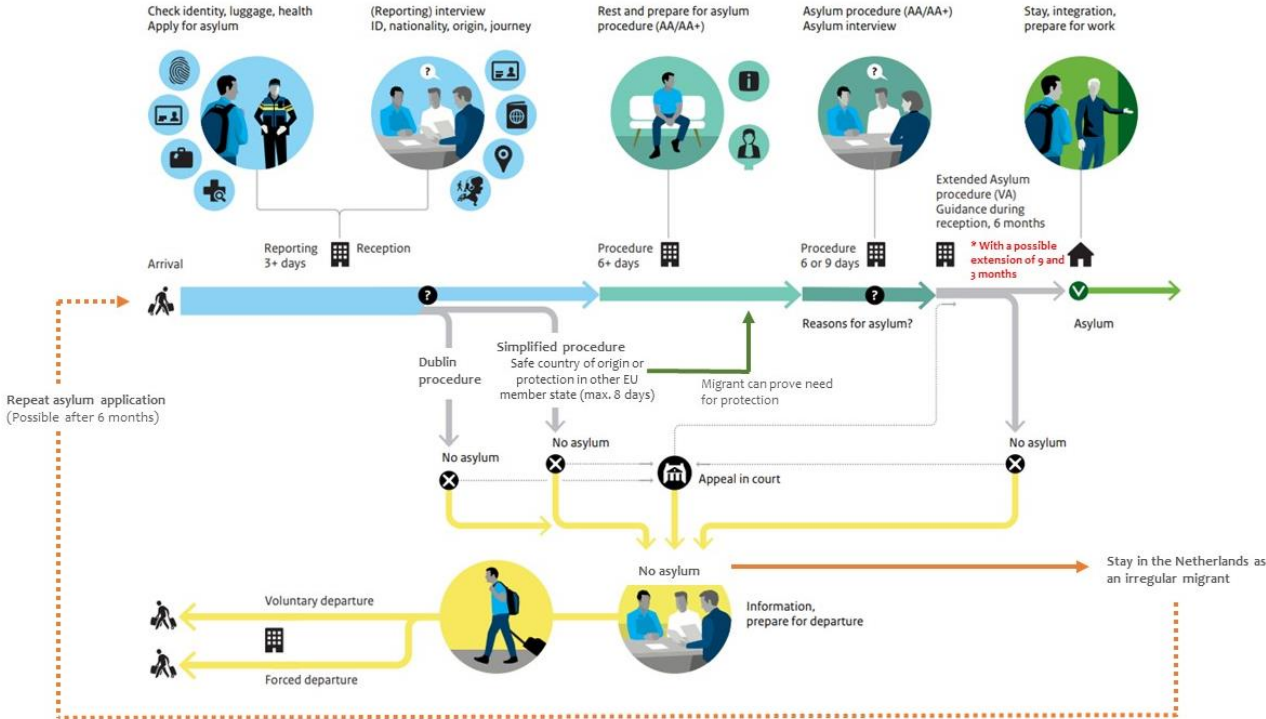 Check identity, luggage, health
Apply for asylum
(Reporting) interview
ID, nationality, origin, journey
Rest and prepare for asylum
procedure (AA/AA+)
Asylum procedure (AA/AA+)
Asylum interview
Stay, integration,
prepare for work
?
?
Extended Asylum
procedure (VA)
Guidance during
reception, 6 months
* With a possible
extension of 9 and
3 months
Arrival
Reporting
3+ days
Reception
Procedure
6+ days
Procedure
6 or 9 days
?
?
Reasons for asylum?
Asylum
Dublin
procedure
Simplified procedure
Safe country of origin or
protection in other EU
member state (max. 8 days)
Migrant can prove need
for protection
Repeat asylum application
(Possible after 6 months)
No asylum
No asylum
No asylum
Appeal in court
No asylum
Information,
prepare for departure
Stay in the Netherlands as
an irregular migrant
Voluntary departure
Forced departure